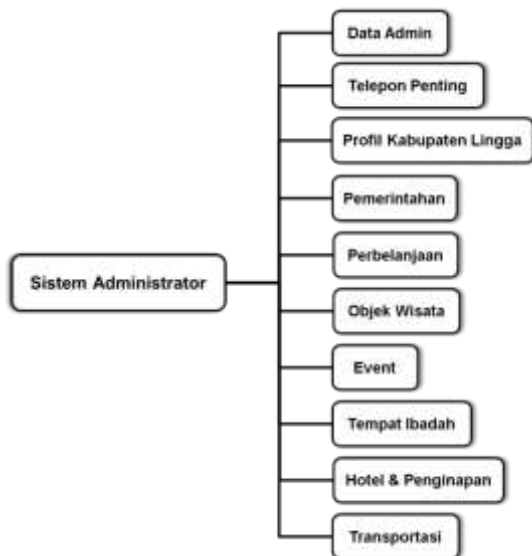 Data Admin
Telepon Penting
Profil Kabupaten Lingga
Pemerintahan
Perbelanjaan
Sistem Administrator
Objek Wisata
Event
Tempat Ibadah
Hotel & Penginapan
Transportasi